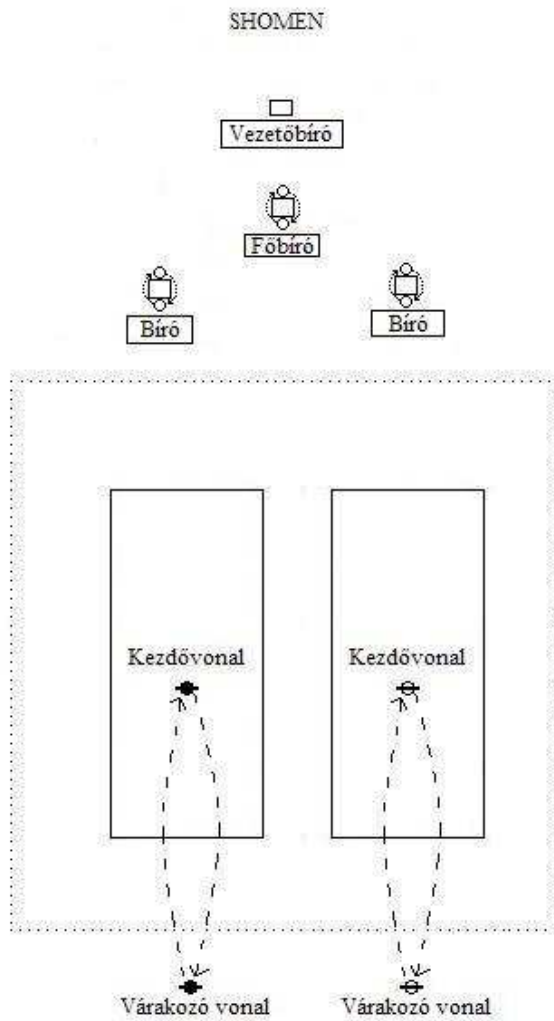 SHOMEN
Vezetőbíró
Főbíró
Bíró
Bíró
Kezdővonal
Kezdővonal
Várakozó vonal
Várakozó vonal